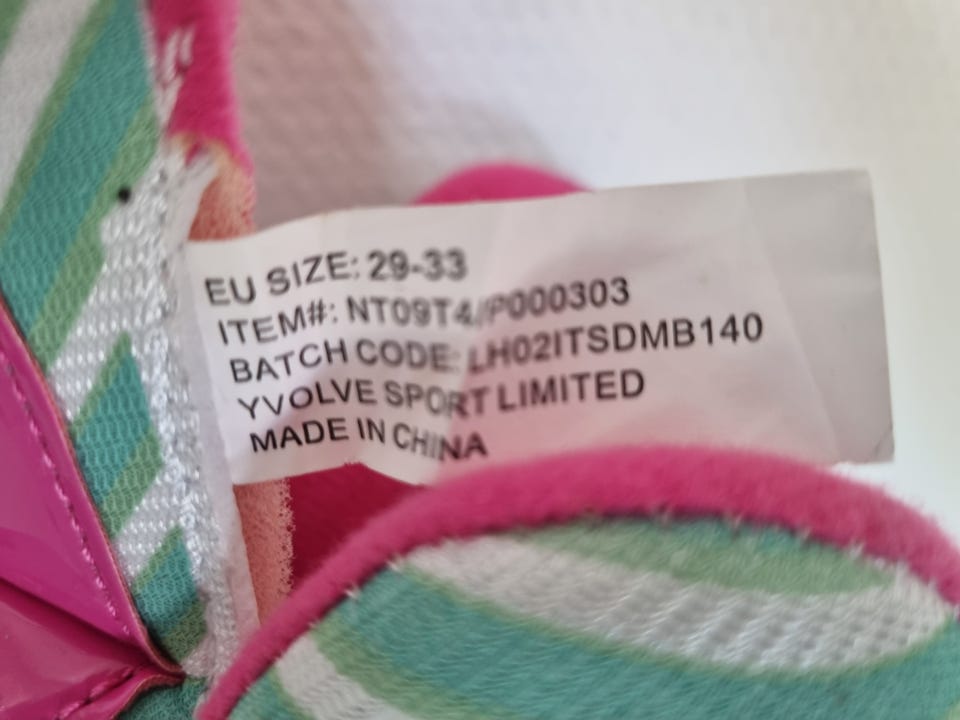 EU SIZE: 29-33
ITEM#: NT09T4/P000303
BATCH CODE: LH02ITSDMB140
YVOLVE SPORT LIMITED
MADE IN CHINA